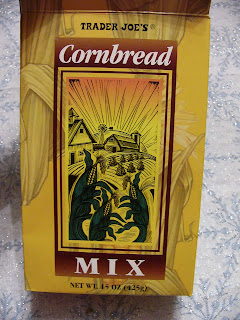 TRADER JOE'S®
Cornbread
MIX
NET WT. 15 OZ (425g)